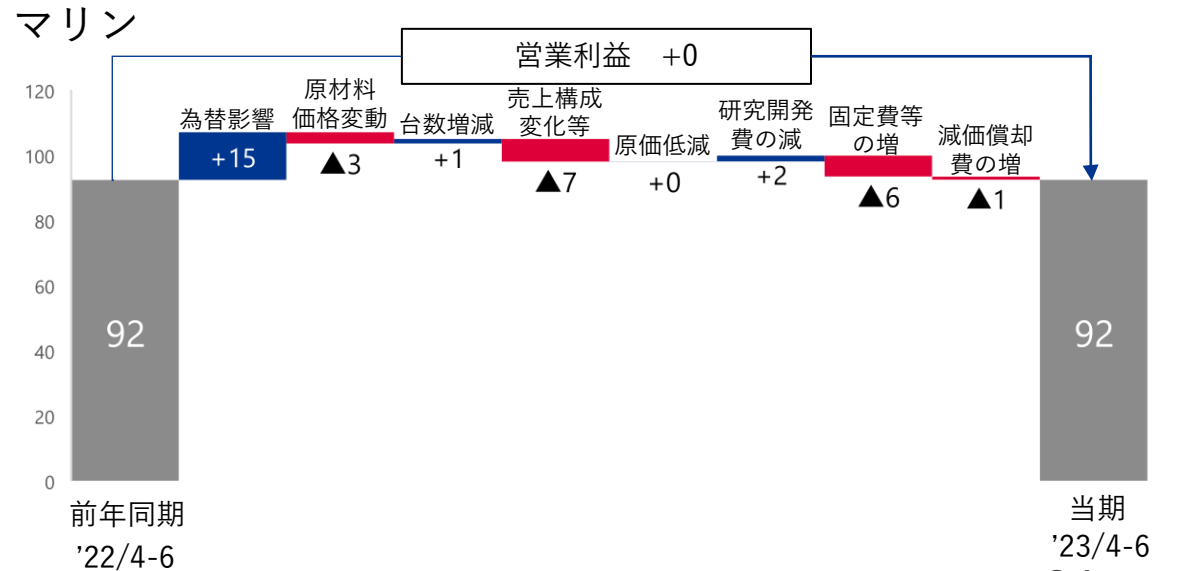 マリン
営業利益 +0
120
100
80
60
40
20
0
為替影響
+15
原材料
価格変動
▲3
台数増減
+1
売上構成
変化等
▲7
原価低減
+0
研究開発
費の減
+2
固定費等
の増
▲6
減価償却
費の増
▲1
92
92
前年同期
’22/4-6
当期
’23/4-6